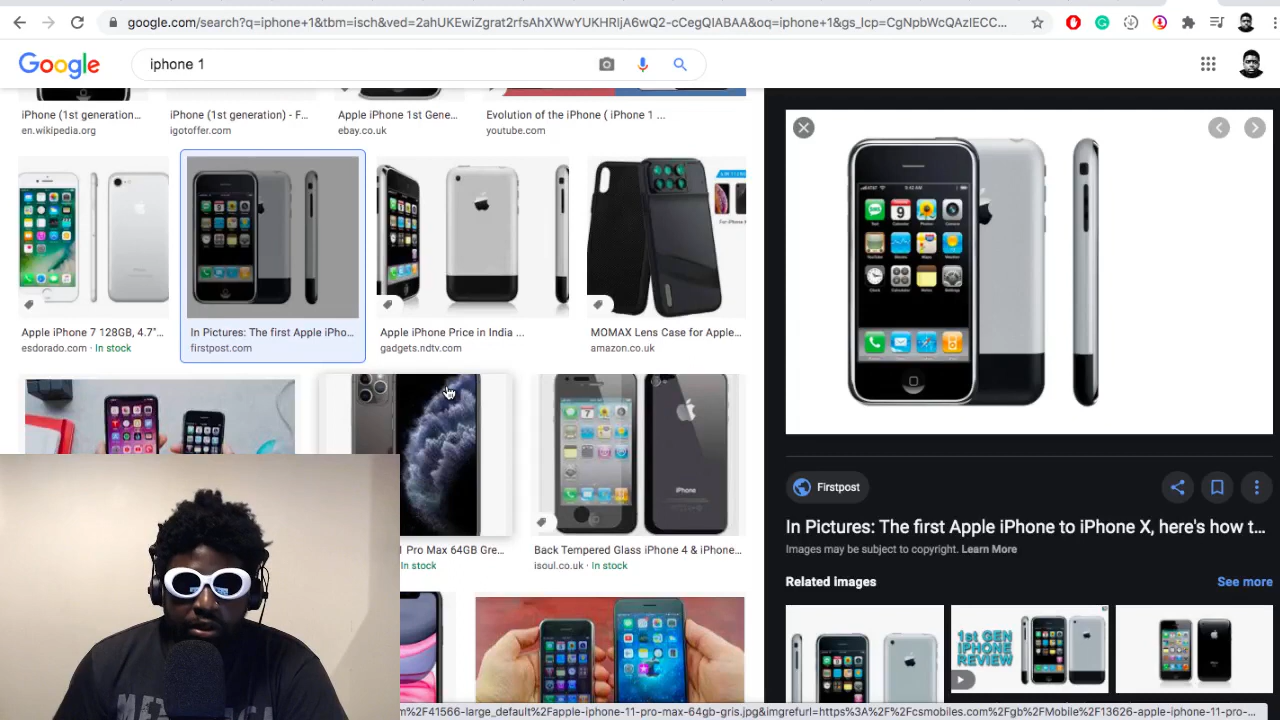 google.com/search?q=iphone+1&tbm=isch&ved=2ahUKEwiZgrat2rfsAhXWwYUKHRIjA6wQ2-cCegQIABAA&oq=iphone+1&gs_lcp=CgNpbWcQAzIECC...
Google
iphone 1
iPhone (1st generation...
en.wikipedia.org
iPhone (1st generation) - F...
igotoffer.com
Apple iPhone 1st Gene...
ebay.co.uk
Evolution of the iPhone ( iPhone 1 ...
youtube.com
Apple iPhone 7 128GB, 4.7"...
esdorado.com · In stock
In Pictures: The first Apple iPho...
firstpost.com
Apple iPhone Price in India ...
gadgets.ndtv.com
MOMAX Lens Case for Apple...
amazon.co.uk
iPhone
1 Pro Max 64GB Gre...
n stock
Back Tempered Glass iPhone 4 & iPhone...
isoul.co.uk · In stock
9
Firstpost
In Pictures: The first Apple iPhone to iPhone X, here's how t...
Images may be subject to copyright. Learn More
Related images
See more
1st GEN
iPHONE
REVIEW
m%2F41566-large_default%2Fapple-iphone-11-pro-max-64gb-gris.jpg&imgrefurl=https%3A%2F%2Fcsmobiles.com%2Fgb%2FMobile%2F13626-apple-iphone-11-pro-...